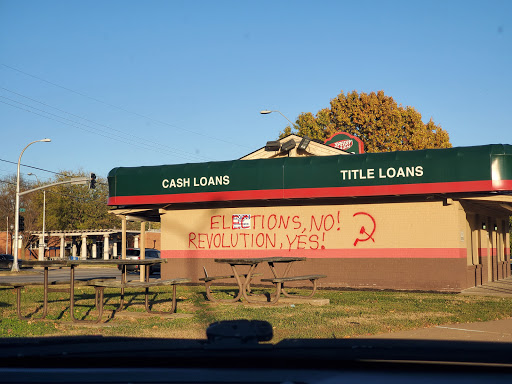 CASH LOANS
TITLE LOANS
ELECTIONS, NO!
REVOLUTION, YES!